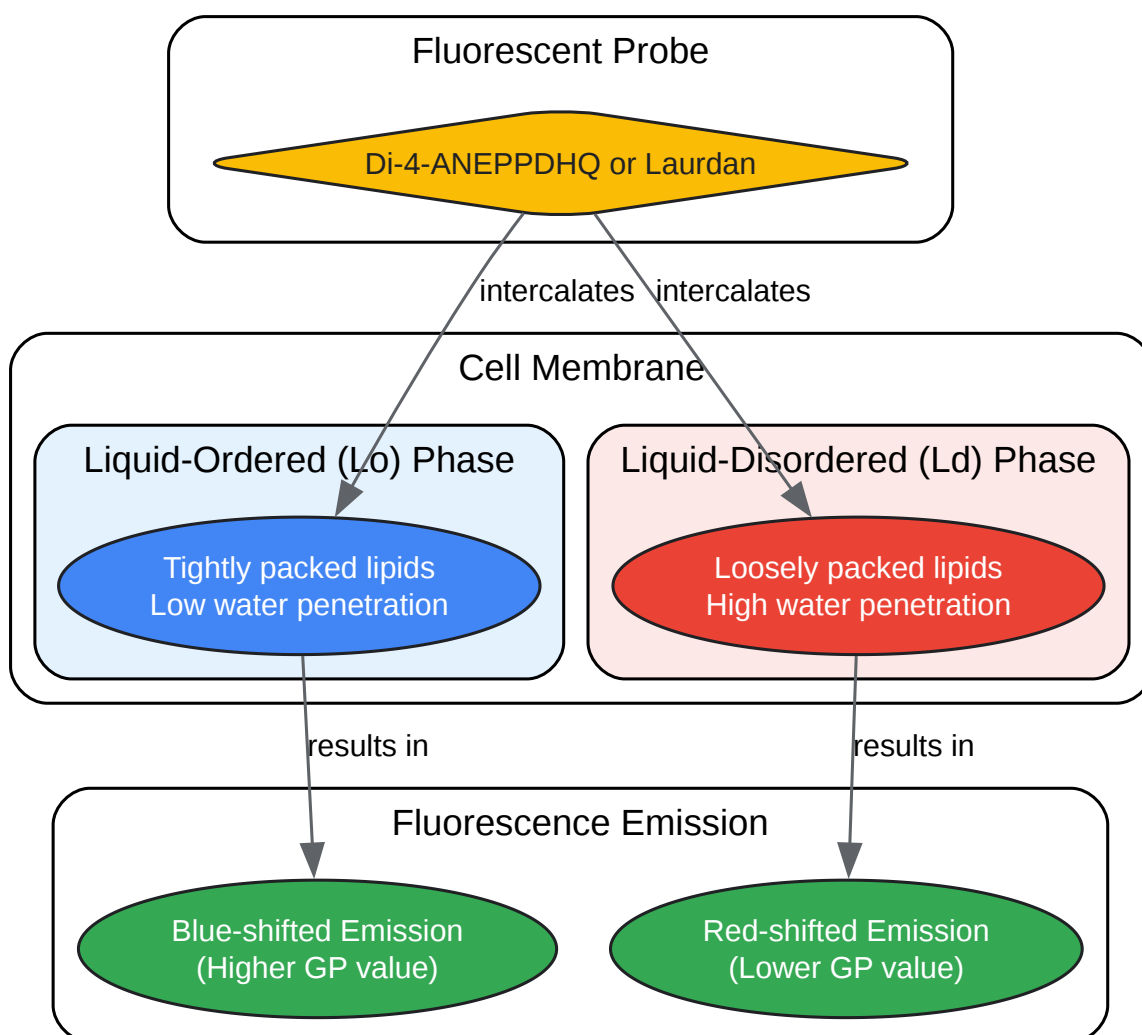 Fluorescent Probe
Di-4-ANEPPDHQ or Laurdan
intercalates
intercalates
Cell Membrane
Liquid-Ordered (Lo) Phase
Liquid-Disordered (Ld) Phase
Tightly packed lipids
Low water penetration
Loosely packed lipids
High water penetration
results in
results in
Fluorescence Emission
Blue-shifted Emission
(Higher GP value)
Red-shifted Emission
(Lower GP value)